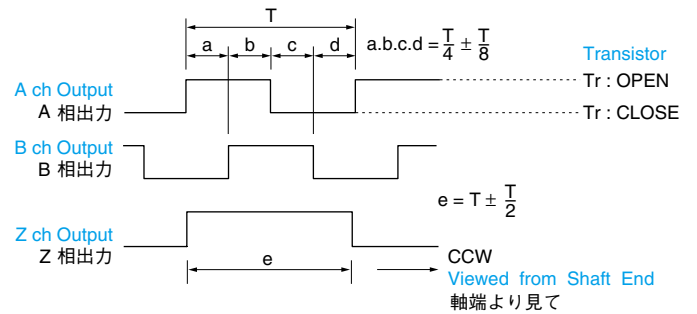 T
a b c d
a.b.c.d = T/4 ± T/8
Transistor
A ch Output
A 相出力
Tr : OPEN
Tr : CLOSE
B ch Output
B 相出力
e = T ± T/2
Z ch Output
Z 相出力
e
CCW
Viewed from Shaft End
軸端より見て